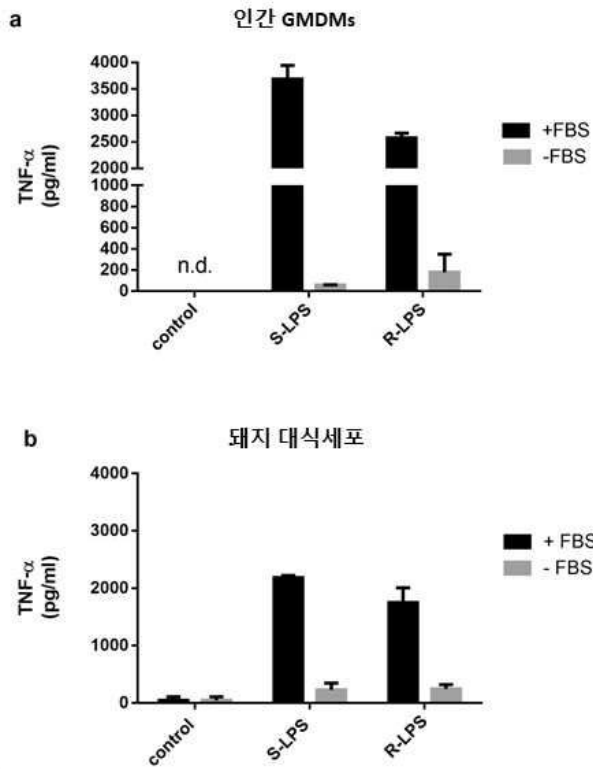 a
인간 GMDMs
4000
3500
3000
2500
2000
1000
800
600
400
200
0
TNF-α
(pg/ml)
n.d.
control
S-LPS
R-LPS
+FBS
-FBS
b
돼지 대식세포
4000
3000
2000
1000
0
TNF-α
(pg/ml)
control
S-LPS
R-LPS
+ FBS
- FBS